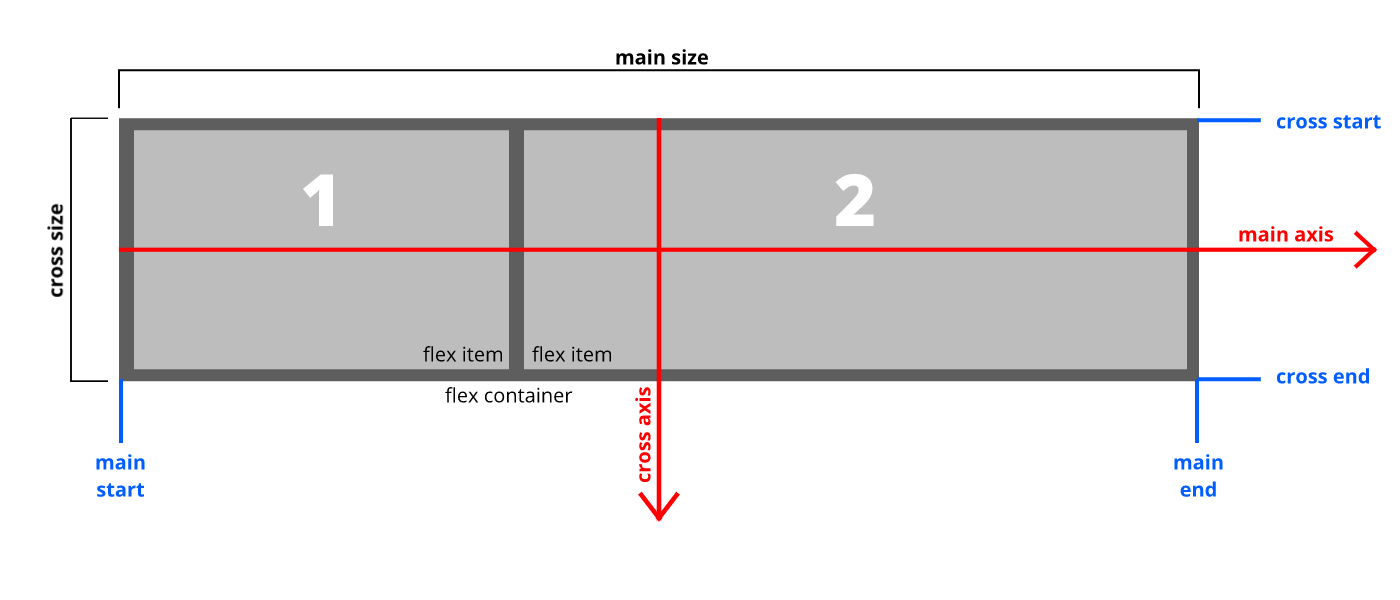 main size
cross start
cross size
1
2
main axis
flex item
flex item
cross end
flex container
cross axis
main
start
main
end